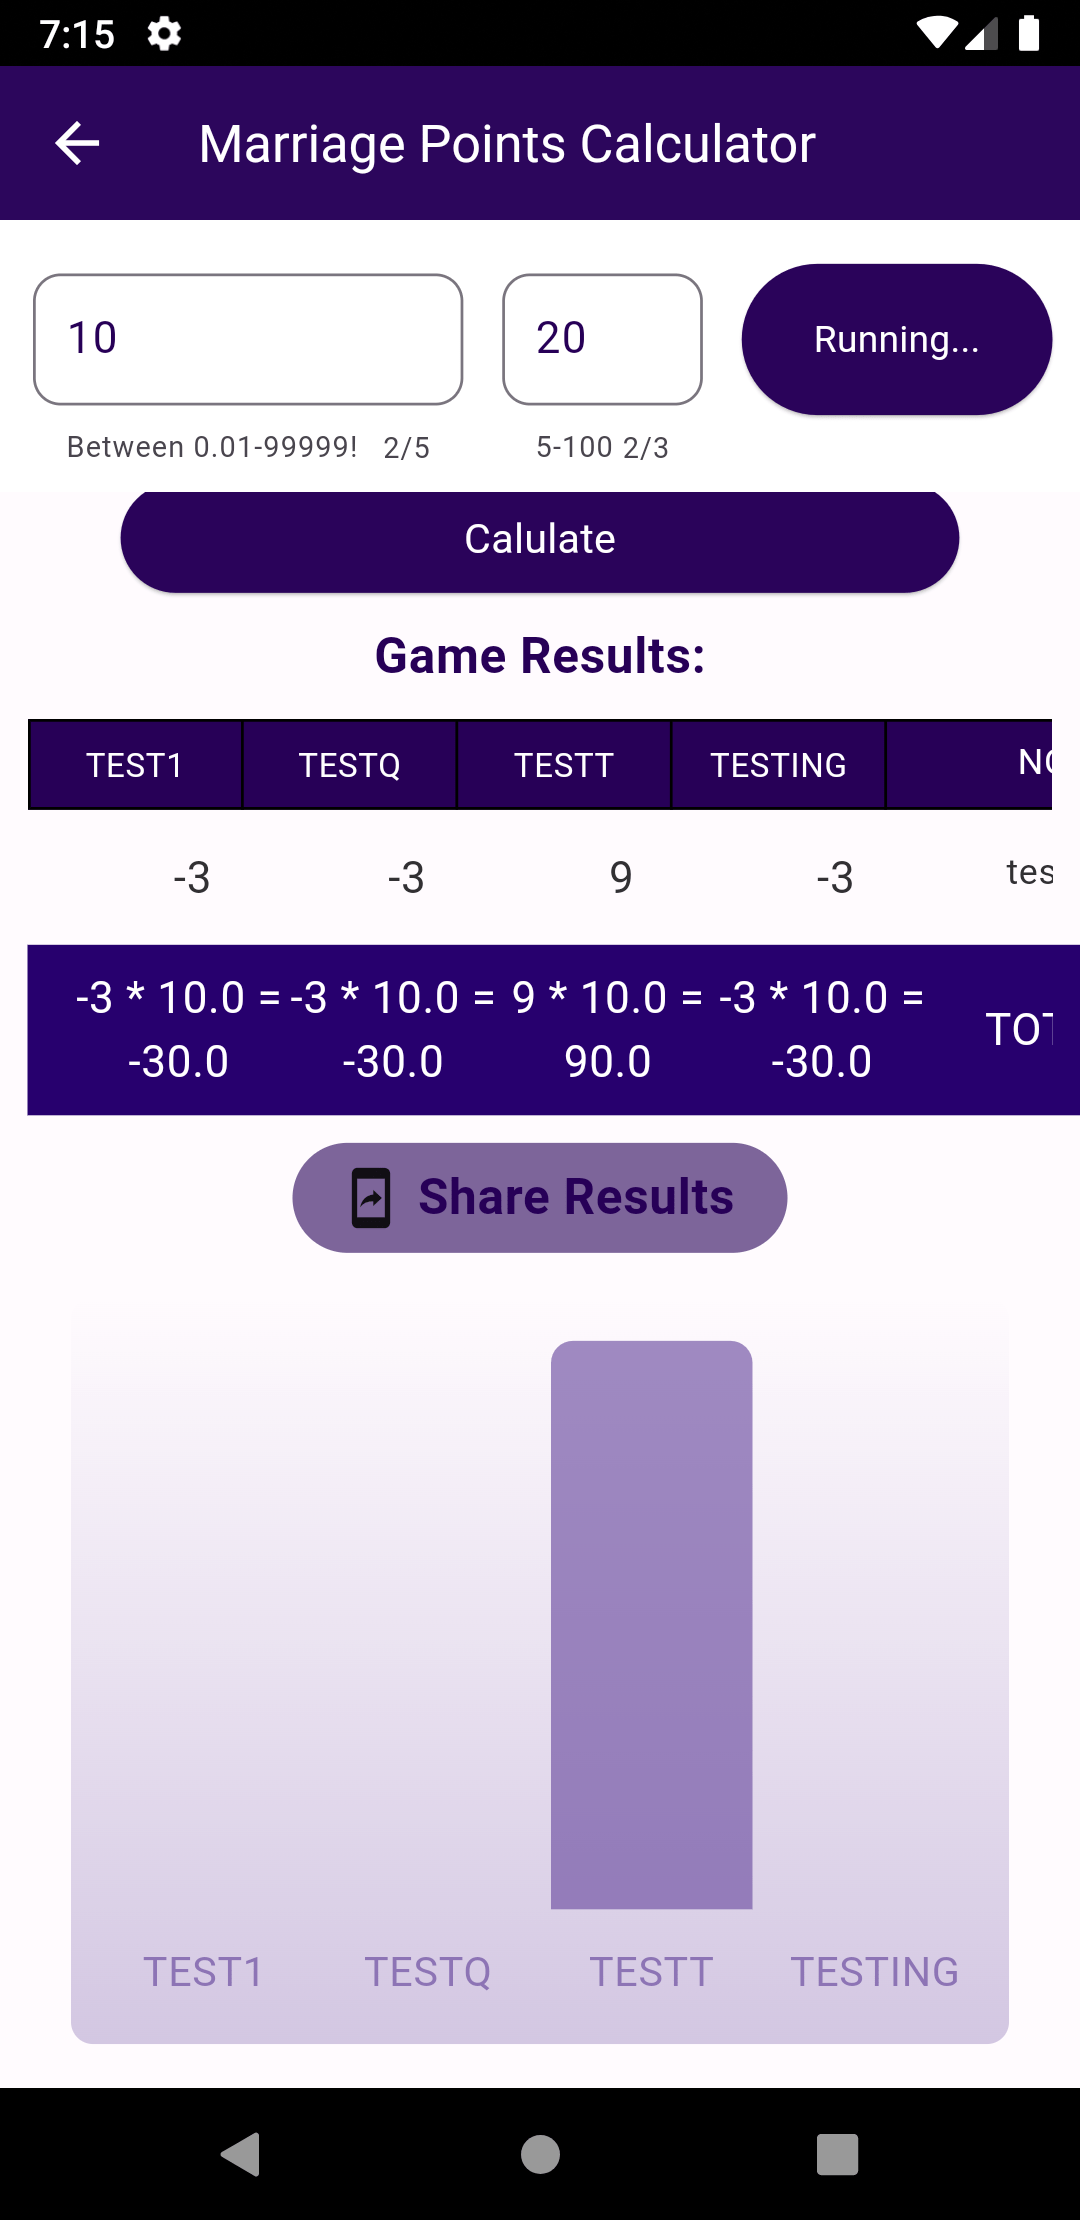 7:15
Marriage Points Calculator
10
20
Running...
Between 0.01-99999! 2/5
5-100 2/3
Calulate
Game Results:
TEST1 TESTQ TESTT TESTING NO
-3 -3 9 -3 tes
-3 * 10.0 = -3 * 10.0 = 9 * 10.0 = -3 * 10.0 =
-30.0 -30.0 90.0 -30.0
TOT
Share Results
TEST1 TESTQ TESTT TESTING